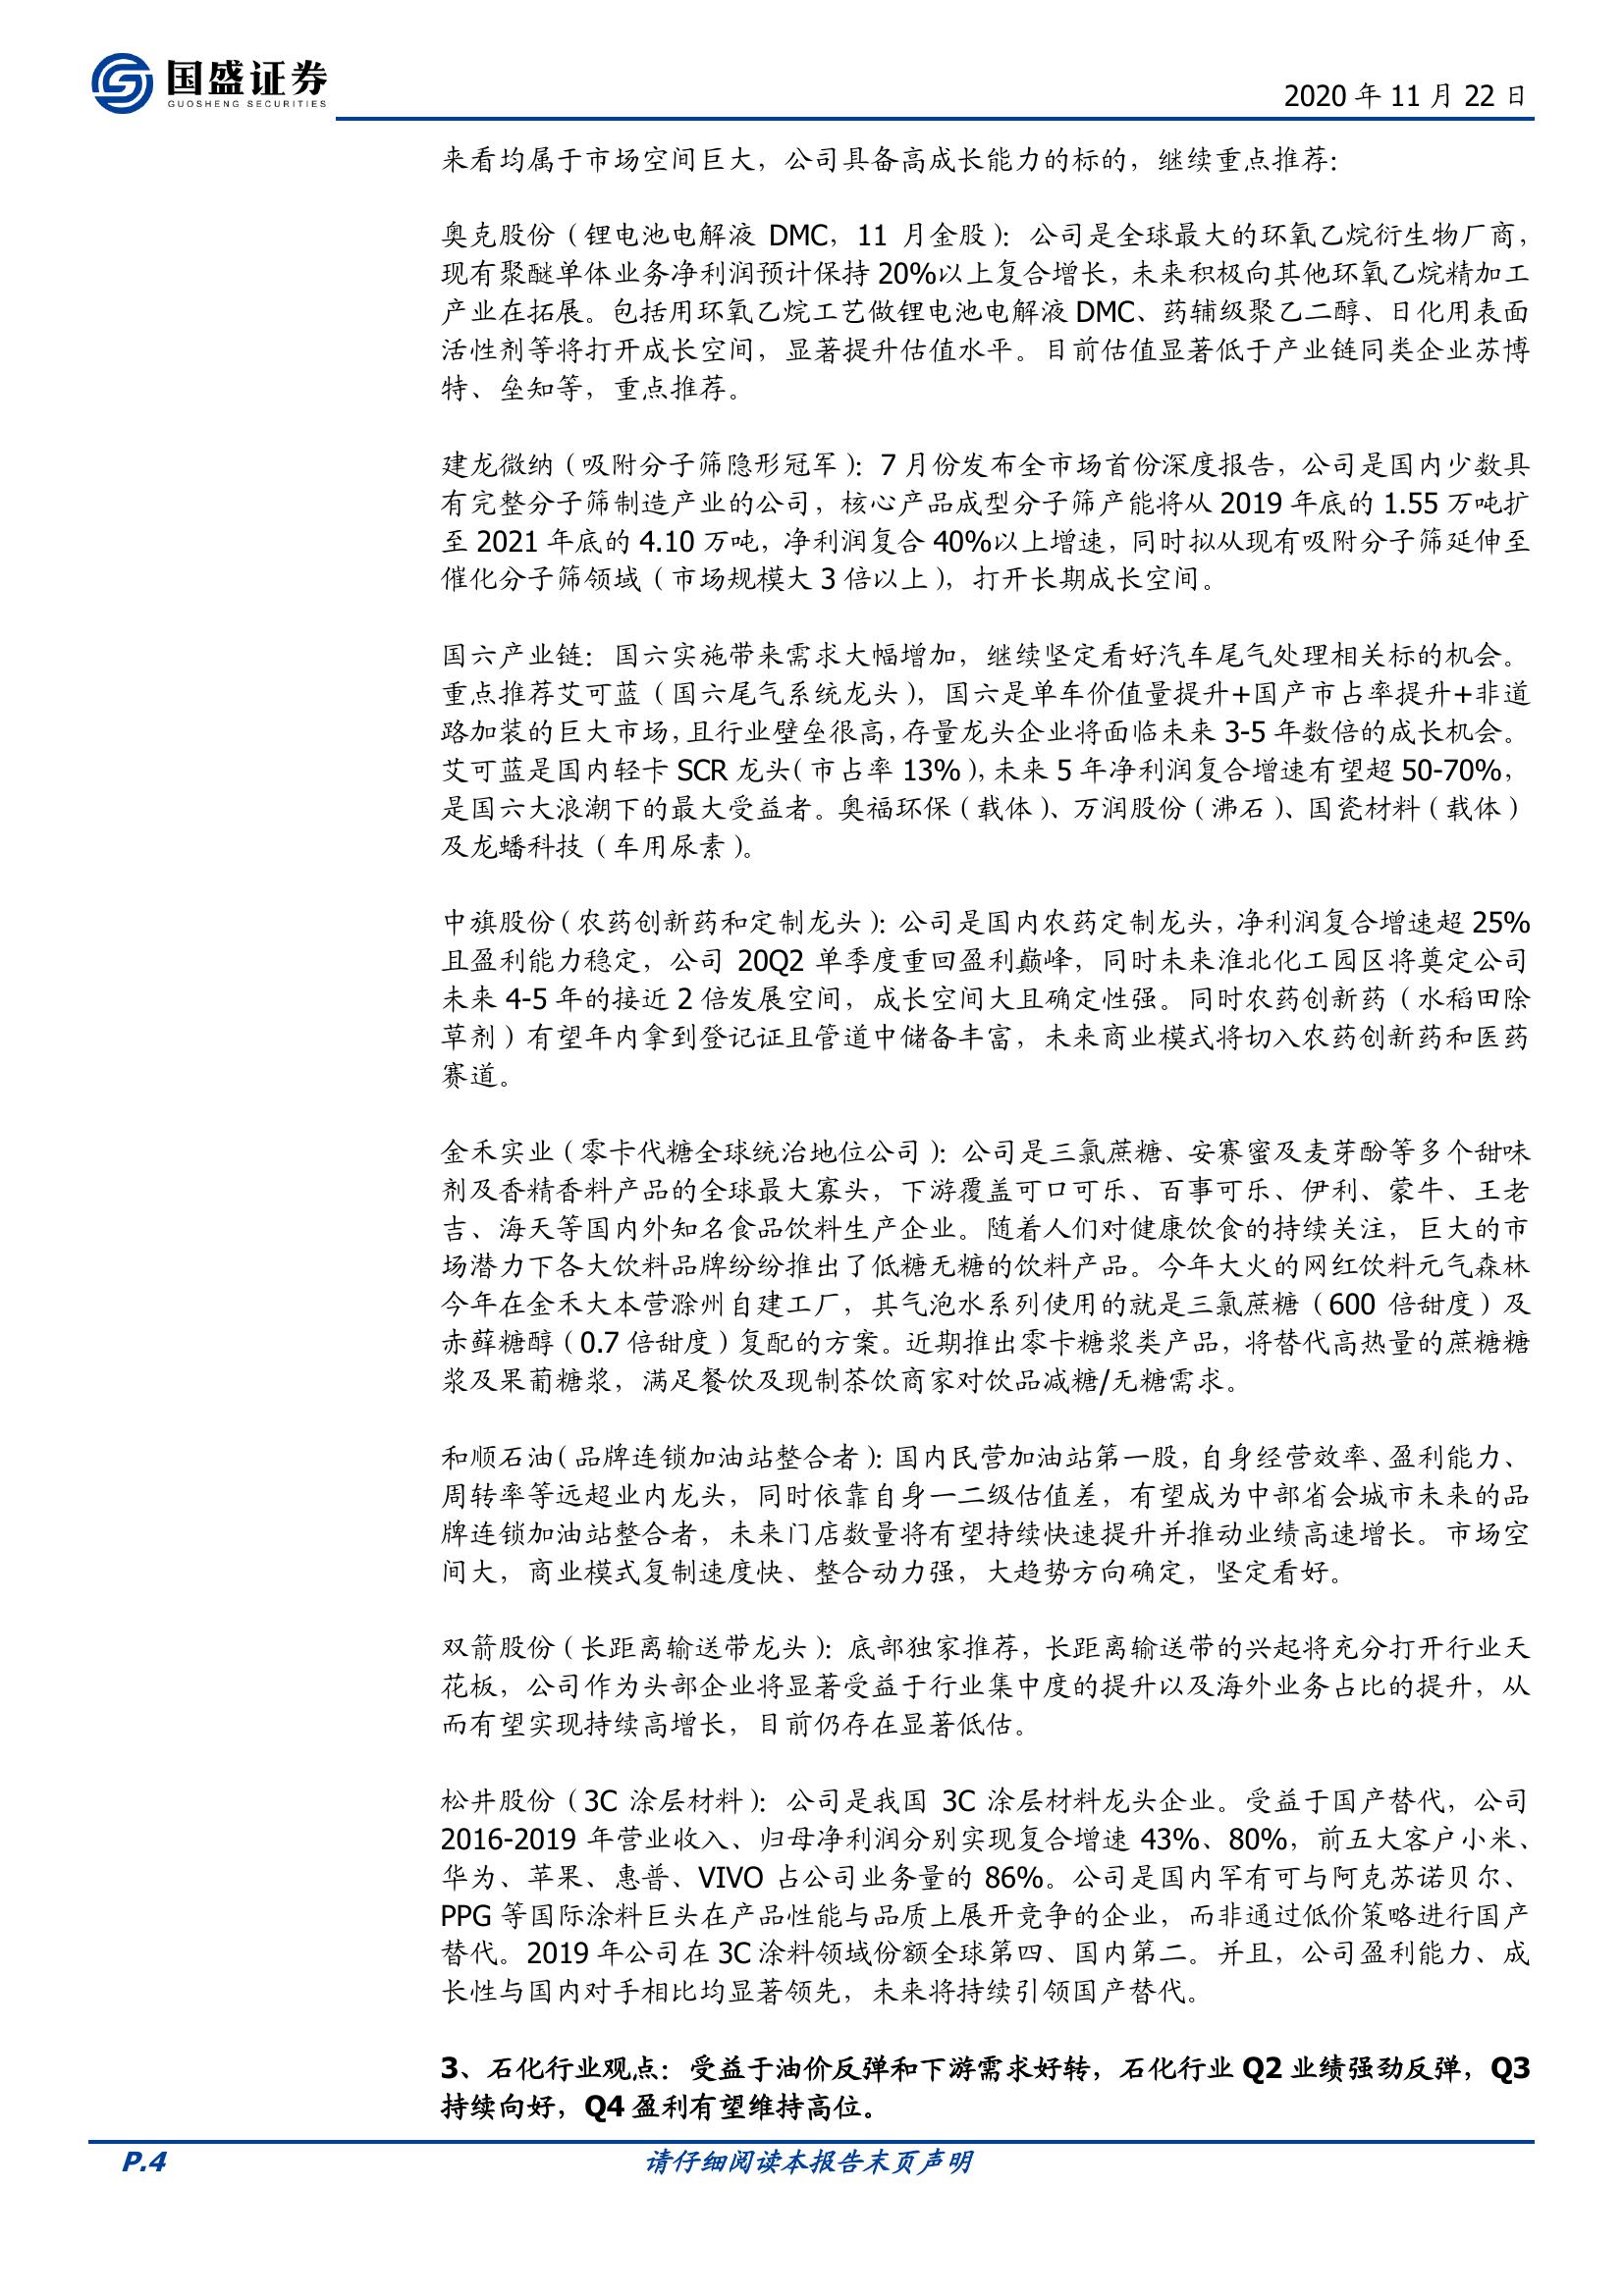 国盛证券
GUOSHENG SECURITIES
2020 年 11 月 22 日
来看均属于市场空间巨大，公司具备高成长能力的标的，继续重点推荐：
奥克股份（锂电池电解液 DMC，11 月金股）：公司是全球最大的环氧乙烷衍生物厂商，
现有聚醚单体业务净利润预计保持 20%以上复合增长，未来积极向其他环氧乙烷精加工
产业在拓展。包括用环氧乙烷工艺做锂电池电解液 DMC、药辅级聚乙二醇、日化用表面
活性剂等将打开成长空间，显著提升估值水平。目前估值显著低于产业链同类企业苏博
特、垒知等，重点推荐。
建龙微纳（吸附分子筛隐形冠军）：7 月份发布全市场首份深度报告，公司是国内少数具
有完整分子筛制造产业的公司，核心产品成型分子筛产能将从 2019 年底的 1.55 万吨扩
至 2021 年底的 4.10 万吨，净利润复合 40%以上增速，同时拟从现有吸附分子筛延伸至
催化分子筛领域（市场规模大 3 倍以上），打开长期成长空间。
国六产业链：国六实施带来需求大幅增加，继续坚定看好汽车尾气处理相关标的机会。
重点推荐艾可蓝（国六尾气系统龙头），国六是单车价值量提升+国产市占率提升+非道
路加装的巨大市场，且行业壁垒很高，存量龙头企业将面临未来 3-5 年数倍的成长机会。
艾可蓝是国内轻卡 SCR 龙头（市占率 13%），未来 5 年净利润复合增速有望超 50-70%，
是国六大浪潮下的最大受益者。奥福环保（载体）、万润股份（沸石）、国瓷材料（载体）
及龙蟠科技（车用尿素）。
中旗股份（农药创新药和定制龙头）：公司是国内农药定制龙头，净利润复合增速超 25%
且盈利能力稳定，公司 20Q2 单季度重回盈利巅峰，同时未来淮北化工园区将奠定公司
未来 4-5 年的接近 2 倍发展空间，成长空间大且确定性强。同时农药创新药（水稻田除
草剂）有望年内拿到登记证且管道中储备丰富，未来商业模式将切入农药创新药和医药
赛道。
金禾实业（零卡代糖全球统治地位公司）：公司是三氯蔗糖、安赛蜜及麦芽酚等多个甜味
剂及香精香料产品的全球最大寡头，下游覆盖可口可乐、百事可乐、伊利、蒙牛、王老
吉、海天等国内外知名食品饮料生产企业。随着人们对健康饮食的持续关注，巨大的市
场潜力下各大饮料品牌纷纷推出了低糖无糖的饮料产品。今年大火的网红饮料元气森林
今年在金禾大本营滁州自建工厂，其气泡水系列使用的就是三氯蔗糖（600 倍甜度）及
赤藓糖醇（0.7 倍甜度）复配的方案。近期推出零卡糖浆类产品，将替代高热量的蔗糖糖
浆及果葡糖浆，满足餐饮及现制茶饮商家对饮品减糖/无糖需求。
和顺石油（品牌连锁加油站整合者）：国内民营加油站第一股，自身经营效率、盈利能力、
周转率等远超业内龙头，同时依靠自身一二级估值差，有望成为中部省会城市未来的品
牌连锁加油站整合者，未来门店数量将有望持续快速提升并推动业绩高速增长。市场空
间大，商业模式复制速度快、整合动力强，大趋势方向确定，坚定看好。
双箭股份（长距离输送带龙头）：底部独家推荐，长距离输送带的兴起将充分打开行业天
花板，公司作为头部企业将显著受益于行业集中度的提升以及海外业务占比的提升，从
而有望实现持续高增长，目前仍存在显著低估。
松井股份（3C 涂层材料）：公司是我国 3C 涂层材料龙头企业。受益于国产替代，公司
2016-2019 年营业收入、归母净利润分别实现复合增速 43%、80%，前五大客户小米、
华为、苹果、惠普、VIVO 占公司业务量的 86%。公司是国内罕有可与阿克苏诺贝尔、
PPG 等国际涂料巨头在产品性能与品质上展开竞争的企业，而非通过低价策略进行国产
替代。2019 年公司在 3C 涂料领域份额全球第四、国内第二。并且，公司盈利能力、成
长性与国内对手相比均显著领先，未来将持续引领国产替代。
3、石化行业观点：受益于油价反弹和下游需求好转，石化行业 Q2 业绩强劲反弹，Q3
持续向好，Q4 盈利有望维持高位。
P.4
请仔细阅读本报告末页声明